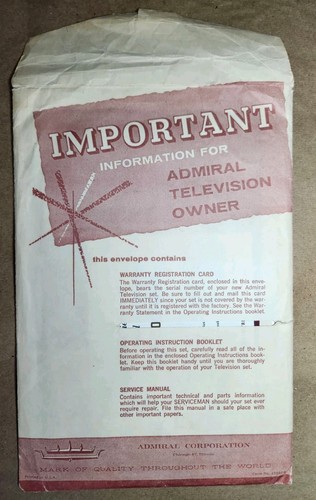 IMPORTANT
INFORMATION FOR
ADMIRAL
TELEVISION
OWNER
this envelope contains
WARRANTY REGISTRATION CARD
The Warranty Registration card, enclosed in this enve-
lope, bears the serial number of your new Admiral
Television set. Be sure to fill out and mail this card
IMMEDIATELY since your set is not covered by the war-
ranty until it is registered with the factory. See the War-
ranty Statement in the Operating Instructions booklet.
OPERATING INSTRUCTION BOOKLET
Before operating this set, carefully read all of the in-
formation in the enclosed Operating Instructions book-
let. Keep this booklet handy until you are thoroughly
familiar with the operation of your Television set.
SERVICE MANUAL
Contains important technical and parts information
which will help your SERVICEMAN should your set ever
require repair. File this manual in a safe place with
other important papers.
ADMIRAL CORPORATION
MARK OF QUALITY THROUGHOUT THE WORLD